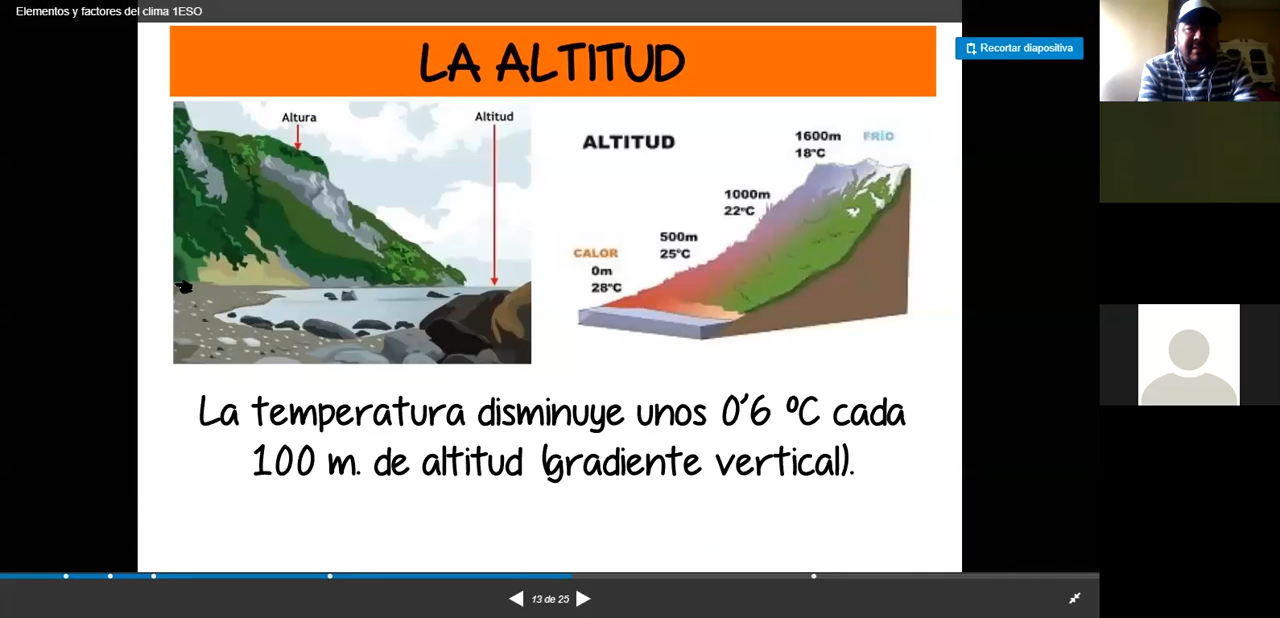 Elementos y factores del clima 1ESO
Recortar diapositiva
LA ALTITUD
Altura
Altitud
ALTITUD
1600m FRÍO
18ºC
1000m
22ºC
500m
25ºC
CALOR
0m
28ºC
La temperatura disminuye unos 0'6 ºC cada
100 m. de altitud (gradiente vertical).
13 de 25